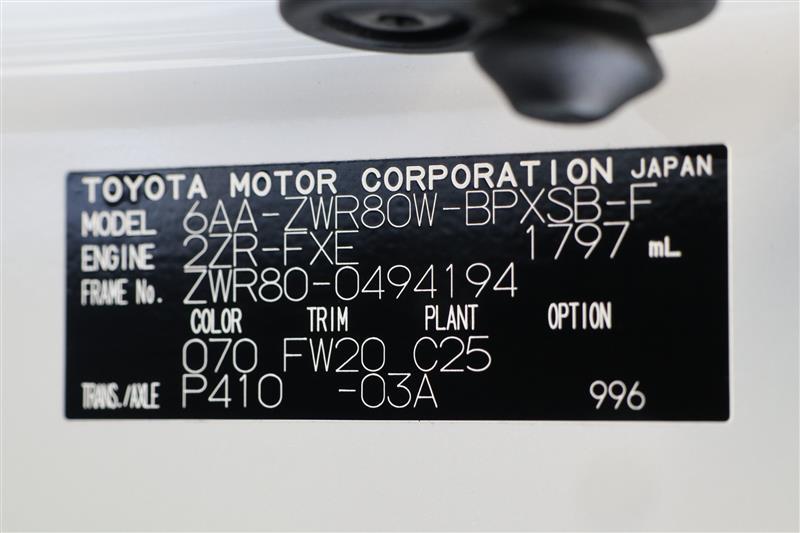 TOYOTA MOTOR CORPORATION JAPAN
MODEL 6AA-ZWR80W-BPXSB-F
ENGINE 2ZR-FXE 1797 mL
FRAME No. ZWR80-0494194
COLOR TRIM PLANT OPTION
070 FW20 C25
TRANS./AXLE P410 -03A 996